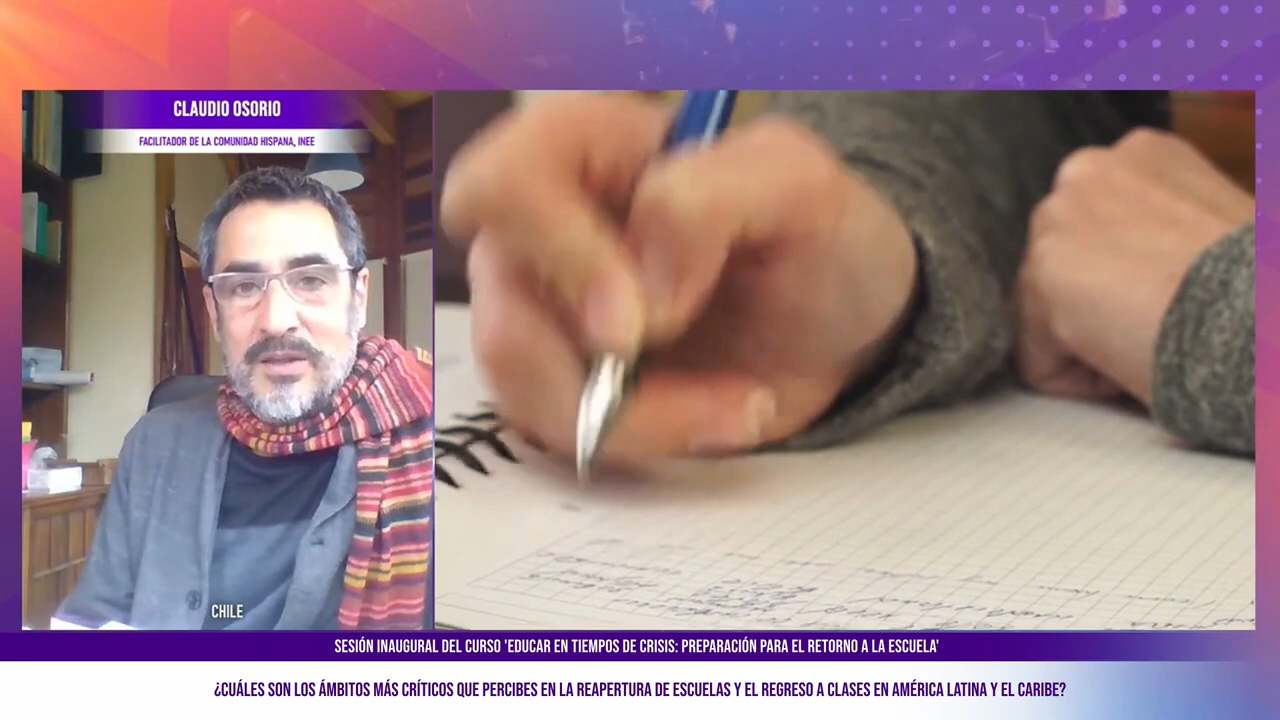 CLAUDIO OSORIO
FACILITADOR DE LA COMUNIDAD HISPANA, INEE
CHILE
SESIÓN INAUGURAL DEL CURSO 'EDUCAR EN TIEMPOS DE CRISIS: PREPARACIÓN PARA EL RETORNO A LA ESCUELA'
¿CUÁLES SON LOS ÁMBITOS MÁS CRÍTICOS QUE PERCIBES EN LA REAPERTURA DE ESCUELAS Y EL REGRESO A CLASES EN AMÉRICA LATINA Y EL CARIBE?